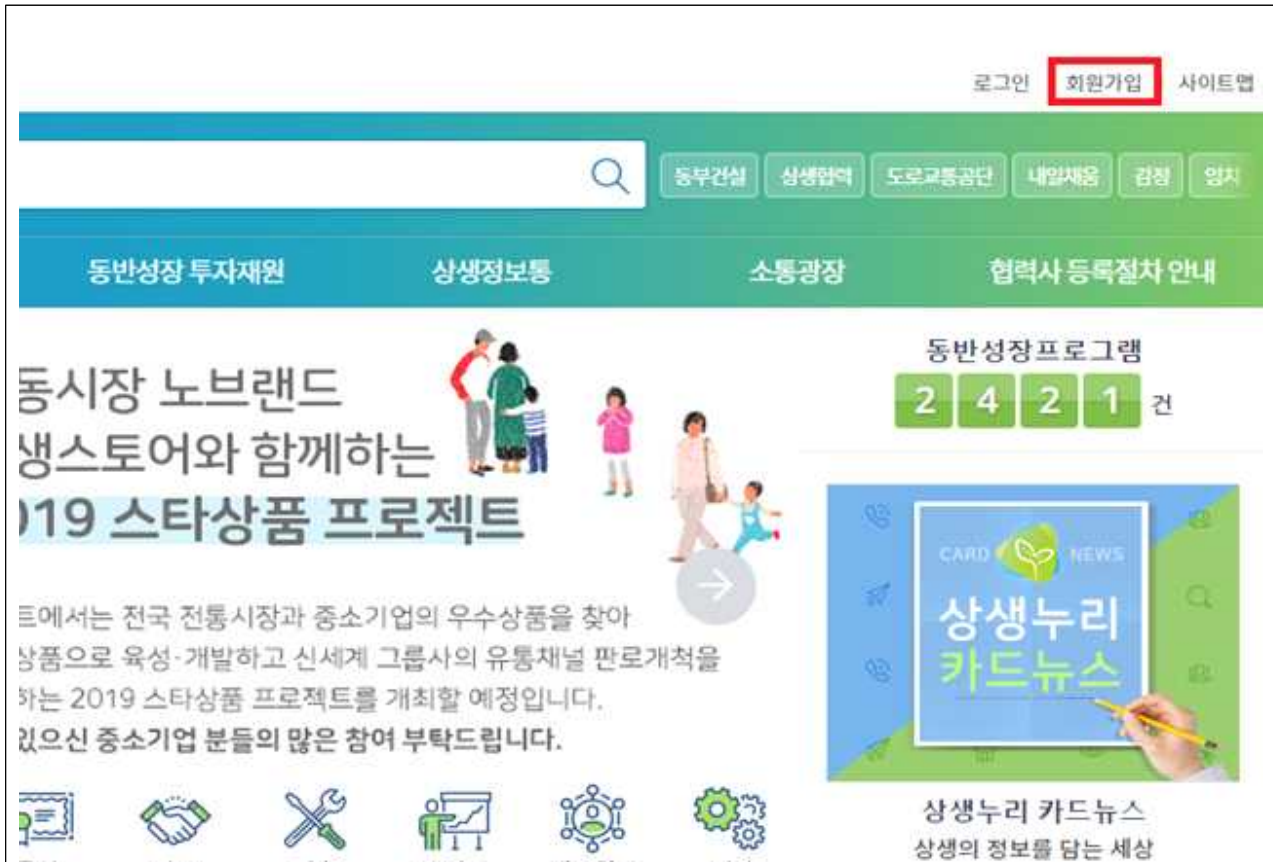 로그인 회원가입 사이트맵
동부건설 상생협력 도로교통공단 내일채움 검정 임치
동반성장 투자재원 상생정보통 소통광장 협력사 등록절차 안내
동시장 노브랜드
생스토어와 함께하는
019 스타상품 프로젝트
트에서는 전국 전통시장과 중소기업의 우수상품을 찾아
상품으로 육성·개발하고 신세계 그룹사의 유통채널 판로개척을
하는 2019 스타상품 프로젝트를 개최할 예정입니다.
있으신 중소기업 분들의 많은 참여 부탁드립니다.
동반성장프로그램
2 4 2 1 건
CARD NEWS
상생누리
카드뉴스
상생누리 카드뉴스
상생의 정보를 담는 세상